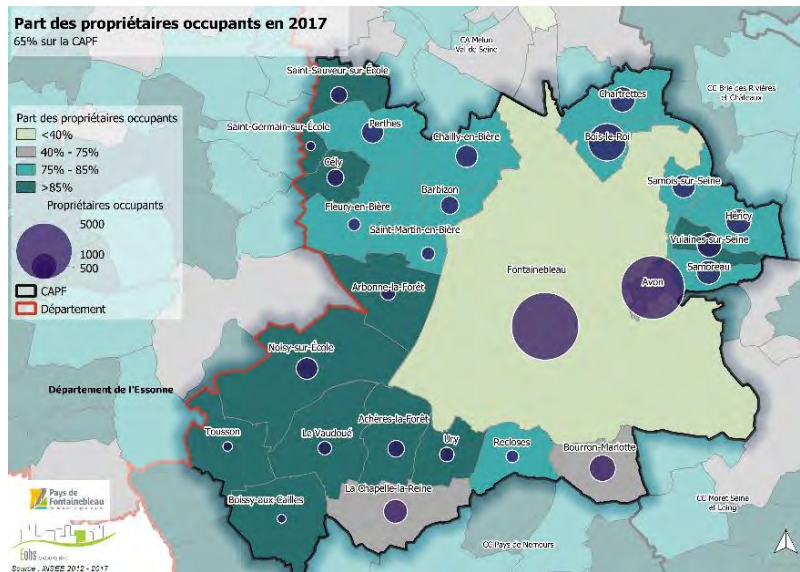 Part des propriétaires occupants en 2017
65% sur la CAPF
CA Melun
Val de Seine
CC Brie des Rivières
et Châteaux
Saint-Sauveur-sur-École
Chartrettes
Part des propriétaires occupants
<40%
40% - 75%
75% - 85%
>85%
Propriétaires occupants
5000
1000
500
CAPF
Département
Saint-Germain-sur-École
Perthes
Chailly-en-Bière
Bois-le-Roi
Cély
Barbizon
Samois-sur-Seine
Fleury-en-Bière
Héricy
Saint-Martin-en-Bière
Vulaines-sur-Seine
Samoreau
Fontainebleau
Avon
Arbonne-la-Forêt
Noisy-sur-École
Département de l'Essonne
Tousson
Le Vaudoué
Achères-la-Forêt
Ury
Recloses
Bourron-Marlotte
La Chapelle-la-Reine
Boissy-aux-Cailles
CC Moret Seine
et Loing
CC Pays de Nemours
Pays de
Fontainebleau
Eohs
Source : INSEE 2012 - 2017